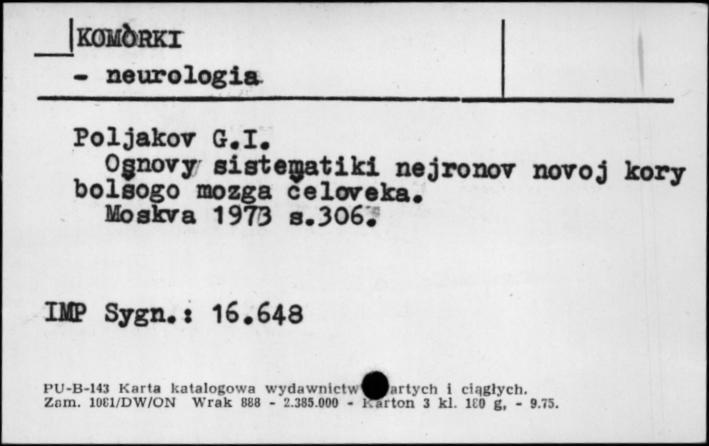 KOMÒRKI
- neurologia
Poljakov G.I.
Osnovy sistematiki nejronov novoj kory
bolšogo mozga čeloveka.
Moskva 1973 s.306.
IMP Sygn.: 16.648
PU-B-143 Karta katalogowa wydawnictw artych i ciągłych.
Zam. 1081/DW/ON Wrak 888 - 2.385.000 - Karton 3 kl. 180 g, - 9.75.